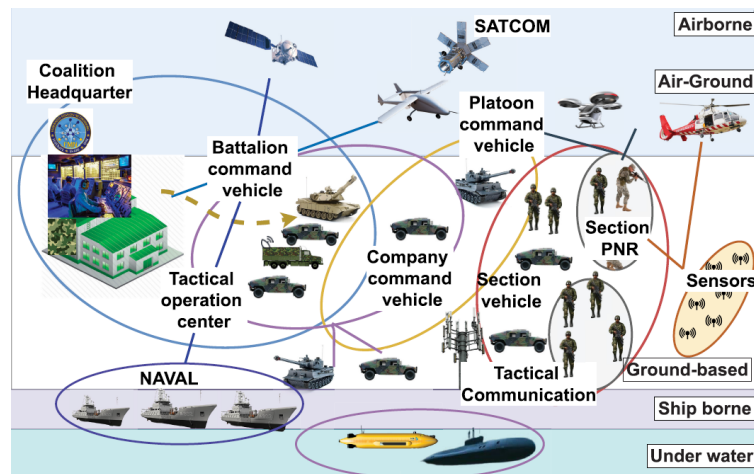 SATCOM
Airborne
Coalition
Headquarter
Air-Ground
Platoon
command
vehicle
Battalion
command
vehicle
Section
PNR
Company
command
vehicle
Section
vehicle
Sensors
Tactical
operation
center
Tactical
Communication
Ground-based
NAVAL
Ship borne
Under water